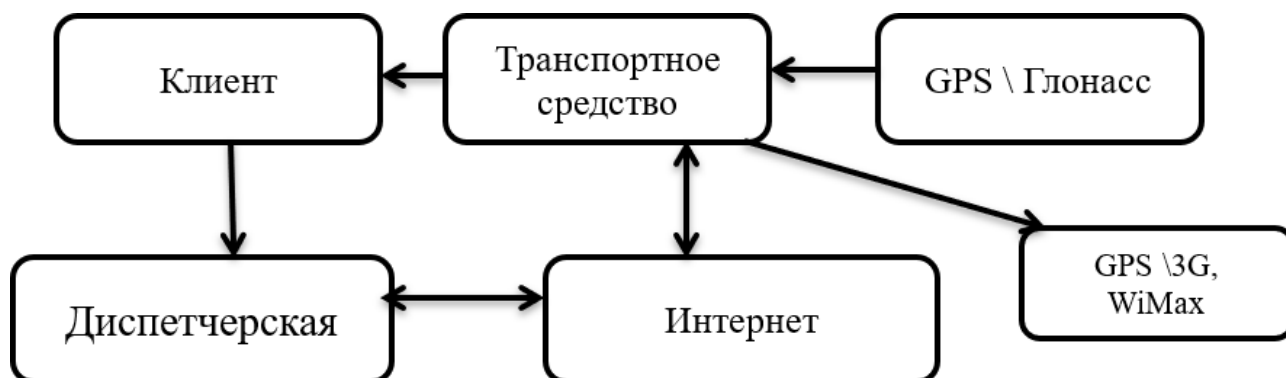 Клиент
Транспортное
средство
GPS \ Глонасс
Диспетчерская
Интернет
GPS \3G,
WiMax